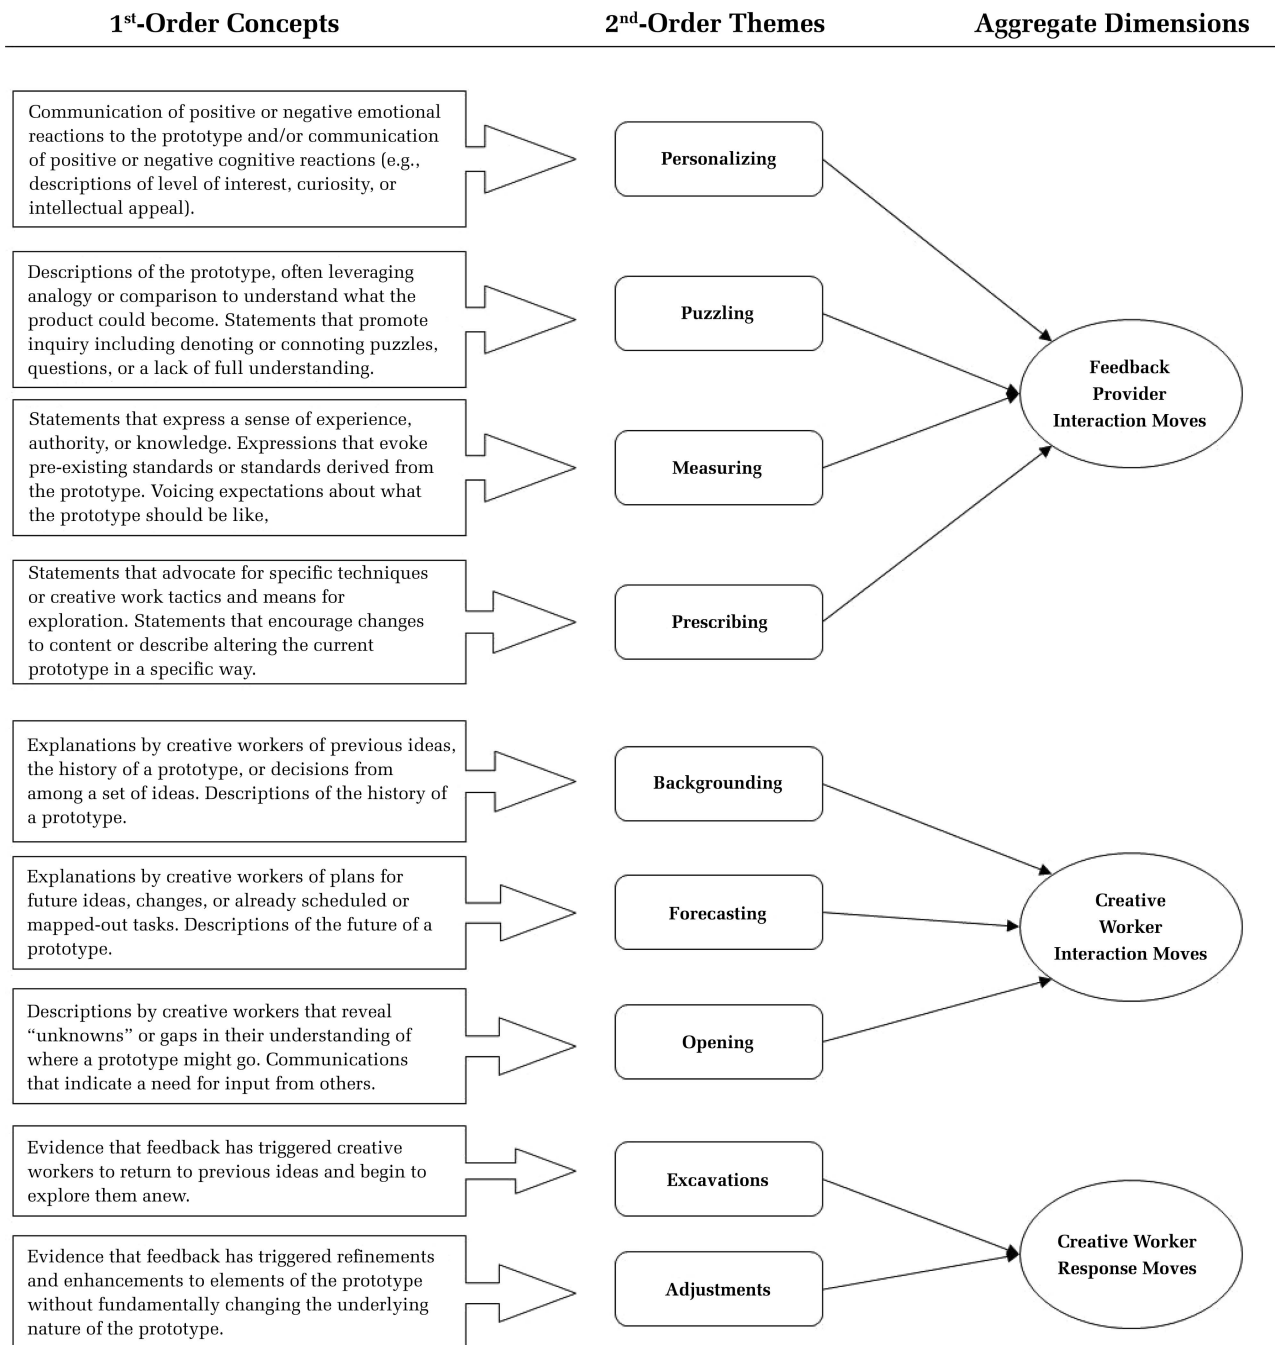 1st-Order Concepts
2nd-Order Themes
Aggregate Dimensions
Communication of positive or negative emotional
reactions to the prototype and/or communication
of positive or negative cognitive reactions (e.g.,
descriptions of level of interest, curiosity, or
intellectual appeal).
Personalizing
Descriptions of the prototype, often leveraging
analogy or comparison to understand what the
product could become. Statements that promote
inquiry including denoting or connoting puzzles,
questions, or a lack of full understanding.
Puzzling
Statements that express a sense of experience,
authority, or knowledge. Expressions that evoke
pre-existing standards or standards derived from
the prototype. Voicing expectations about what
the prototype should be like,
Measuring
Statements that advocate for specific techniques
or creative work tactics and means for
exploration. Statements that encourage changes
to content or describe altering the current
prototype in a specific way.
Prescribing
Feedback
Provider
Interaction Moves
Explanations by creative workers of previous ideas,
the history of a prototype, or decisions from
among a set of ideas. Descriptions of the history of
a prototype.
Backgrounding
Explanations by creative workers of plans for
future ideas, changes, or already scheduled or
mapped-out tasks. Descriptions of the future of a
prototype.
Forecasting
Descriptions by creative workers that reveal
“unknowns” or gaps in their understanding of
where a prototype might go. Communications
that indicate a need for input from others.
Opening
Creative
Worker
Interaction Moves
Evidence that feedback has triggered creative
workers to return to previous ideas and begin to
explore them anew.
Excavations
Evidence that feedback has triggered refinements
and enhancements to elements of the prototype
without fundamentally changing the underlying
nature of the prototype.
Adjustments
Creative Worker
Response Moves